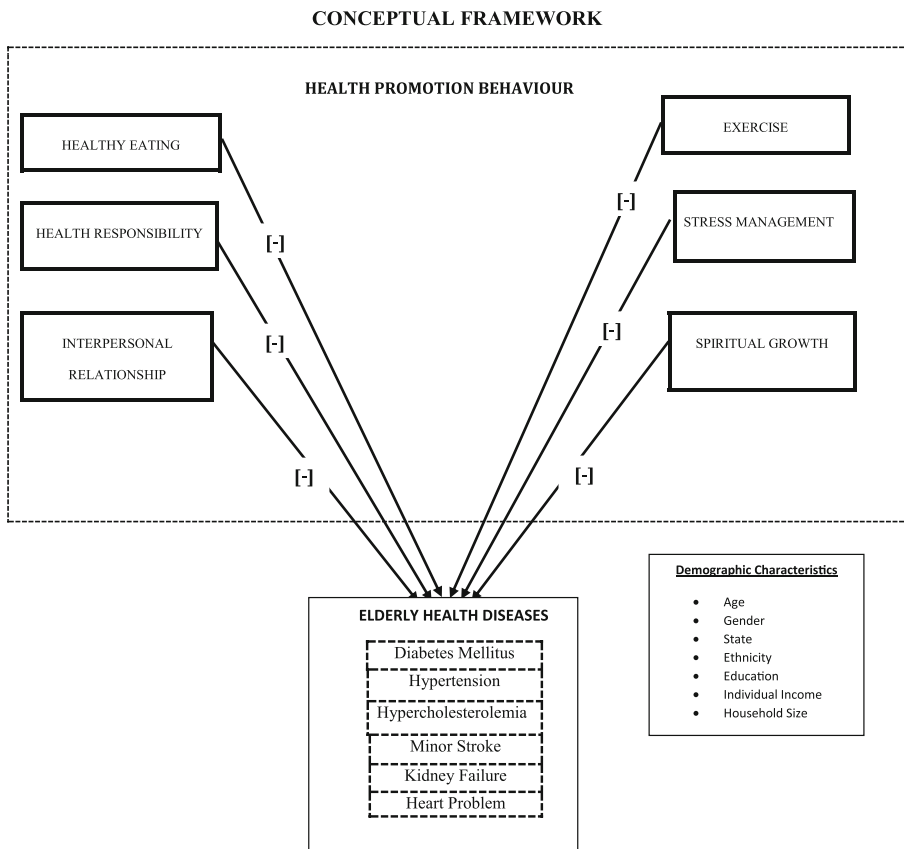 CONCEPTUAL FRAMEWORK
HEALTH PROMOTION BEHAVIOUR
HEALTHY EATING
HEALTH RESPONSIBILITY
INTERPERSONAL
RELATIONSHIP
EXERCISE
STRESS MANAGEMENT
SPIRITUAL GROWTH
[-]
[-]
[-]
[-]
[-]
[-]
ELDERLY HEALTH DISEASES
Diabetes Mellitus
Hypertension
Hypercholesterolemia
Minor Stroke
Kidney Failure
Heart Problem
Demographic Characteristics
• Age
• Gender
• State
• Ethnicity
• Education
• Individual Income
• Household Size